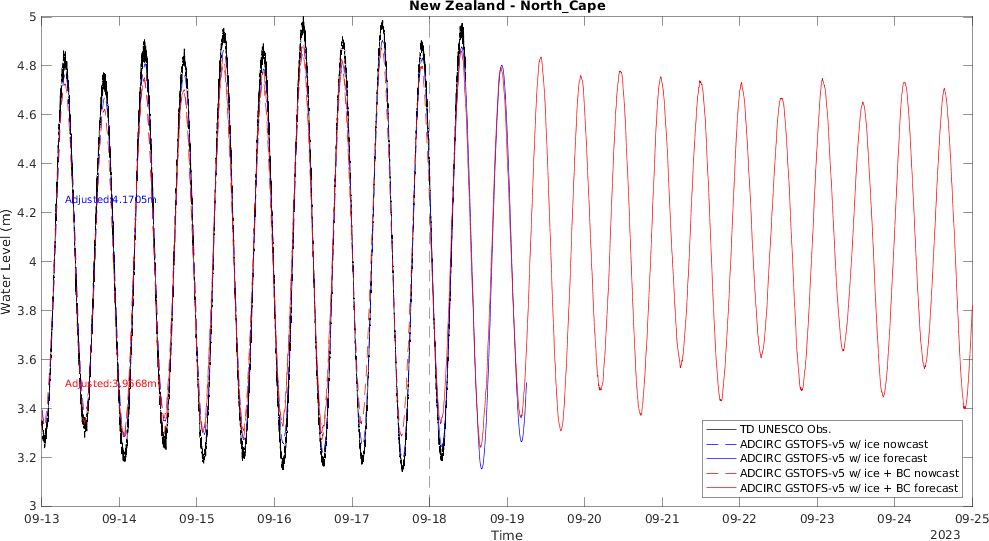 New Zealand - North_Cape
5
4.8
4.6
4.4
4.2
4
3.8
3.6
3.4
3.2
3
Water Level (m)
Adjusted:4.1705m
Adjusted:3.9668m
TD UNESCO Obs.
ADCIRC GSTOFS-v5 w/ ice nowcast
ADCIRC GSTOFS-v5 w/ ice forecast
ADCIRC GSTOFS-v5 w/ ice + BC nowcast
ADCIRC GSTOFS-v5 w/ ice + BC forecast
09-13 09-14 09-15 09-16 09-17 09-18 09-19 09-20 09-21 09-22 09-23 09-24 09-25
Time
2023